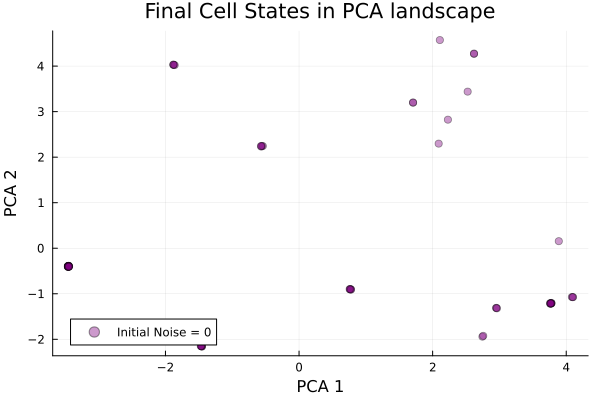 Final Cell States in PCA landscape
4
3
2
1
0
−1
−2
PCA 2
Initial Noise = 0
−2
0
2
4
PCA 1